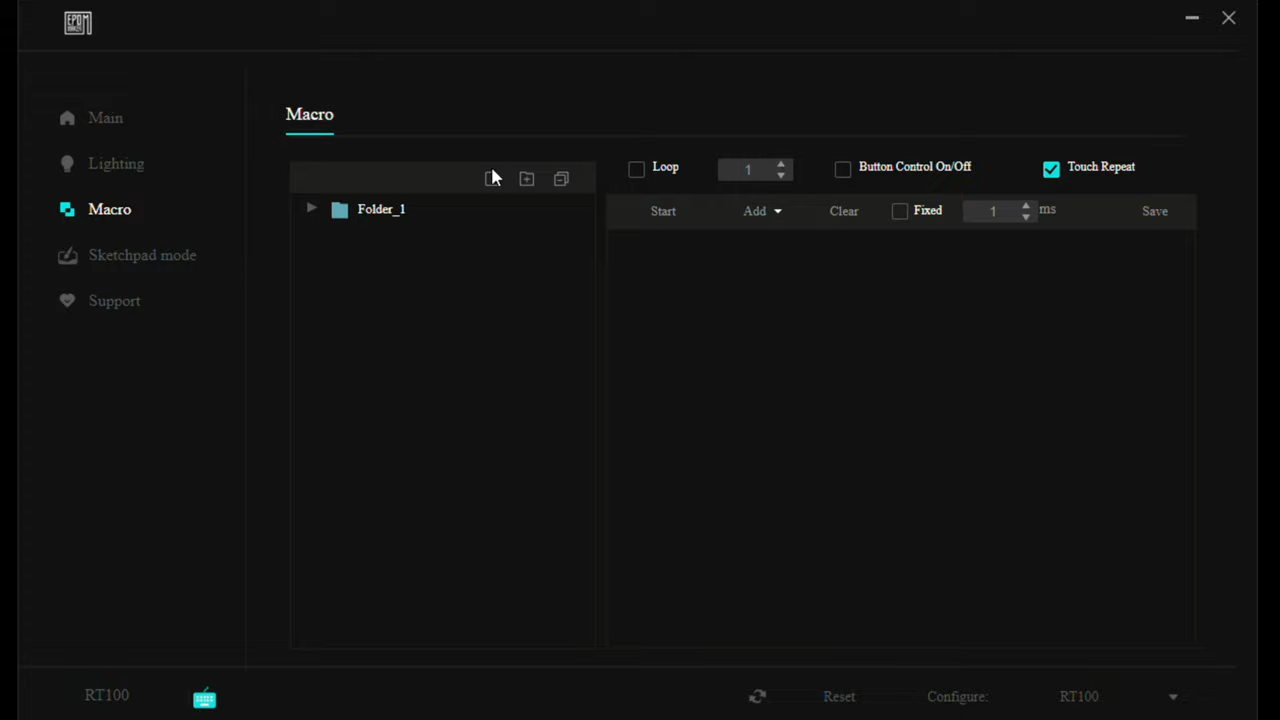 EPOMAKER
Main
Lighting
Macro
Sketchpad mode
Support
Macro
Loop 1 Button Control On/Off Touch Repeat
Folder_1
Start Add Clear Fixed 1 ms Save
RT100
Reset Configure: RT100